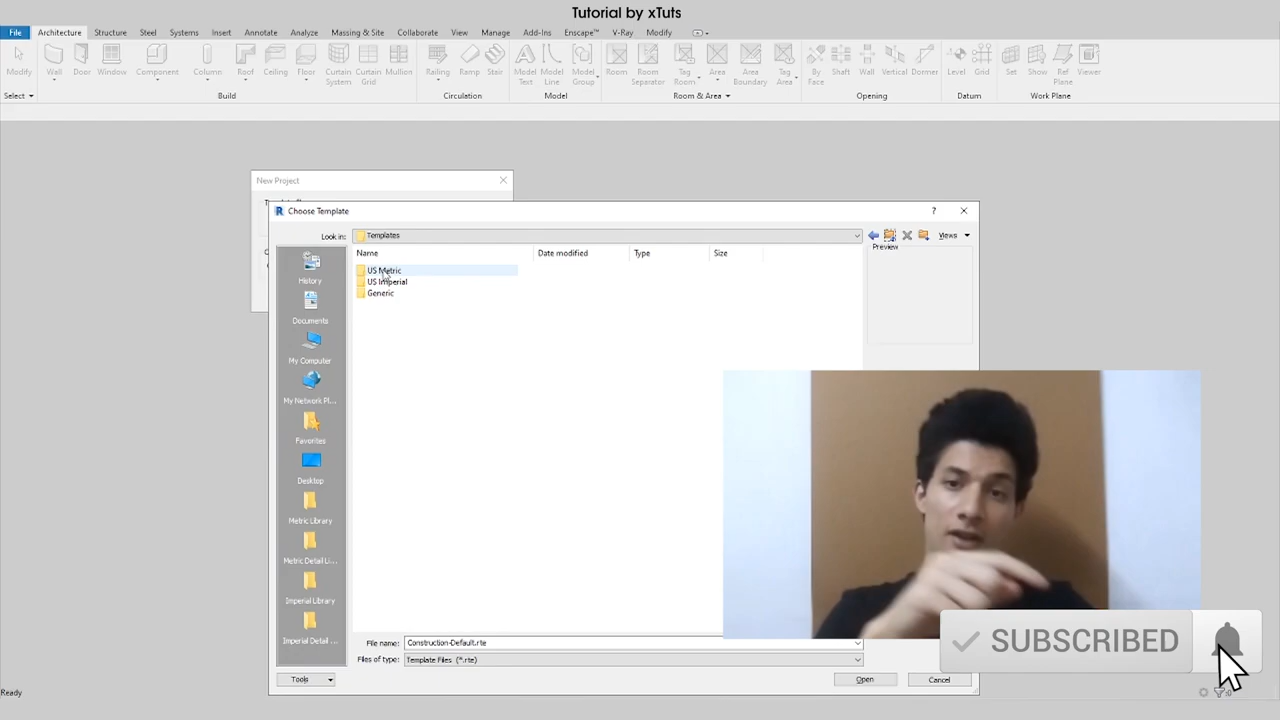 Tutorial by xTuts
File Architecture Structure Steel Systems Insert Annotate Analyze Massing & Site Collaborate View Manage Add-Ins Enscape™ V-Ray Modify
Modify Wall Door Window Component Column Roof Ceiling Floor Curtain System Curtain Grid Mullion Railing Ramp Stair Model Text Model Line Model Group Room Room Separator Tag Room Area Area Boundary Tag Area By Face Shaft Wall Vertical Dormer Level Grid Set Show Ref Plane Viewer
Select Build Circulation Model Room & Area Opening Datum Work Plane
New Project
Choose Template
Look in: Templates Views
Name Date modified Type Size Preview
US Metric
US Imperial
Generic
History
Documents
My Computer
My Network Pl...
Favorites
Desktop
Metric Library
Metric Detail Li...
Imperial Library
Imperial Detail ...
File name: Construction-Default.rte
Files of type: Template Files (*.rte)
Tools Open Cancel
SUBSCRIBED
Ready :0